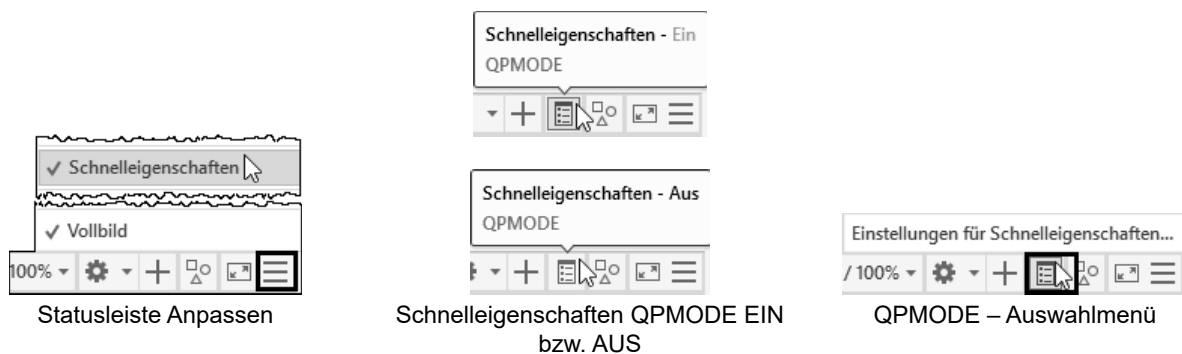 ✓ Schnelleigenschaften
✓ Vollbild
100%
Statusleiste Anpassen
Schnelleigenschaften - Ein
QPMODE
Schnelleigenschaften - Aus
QPMODE
Schnelleigenschaften QPMODE EIN
bzw. AUS
Einstellungen für Schnelleigenschaften...
/ 100%
QPMODE – Auswahlmenü